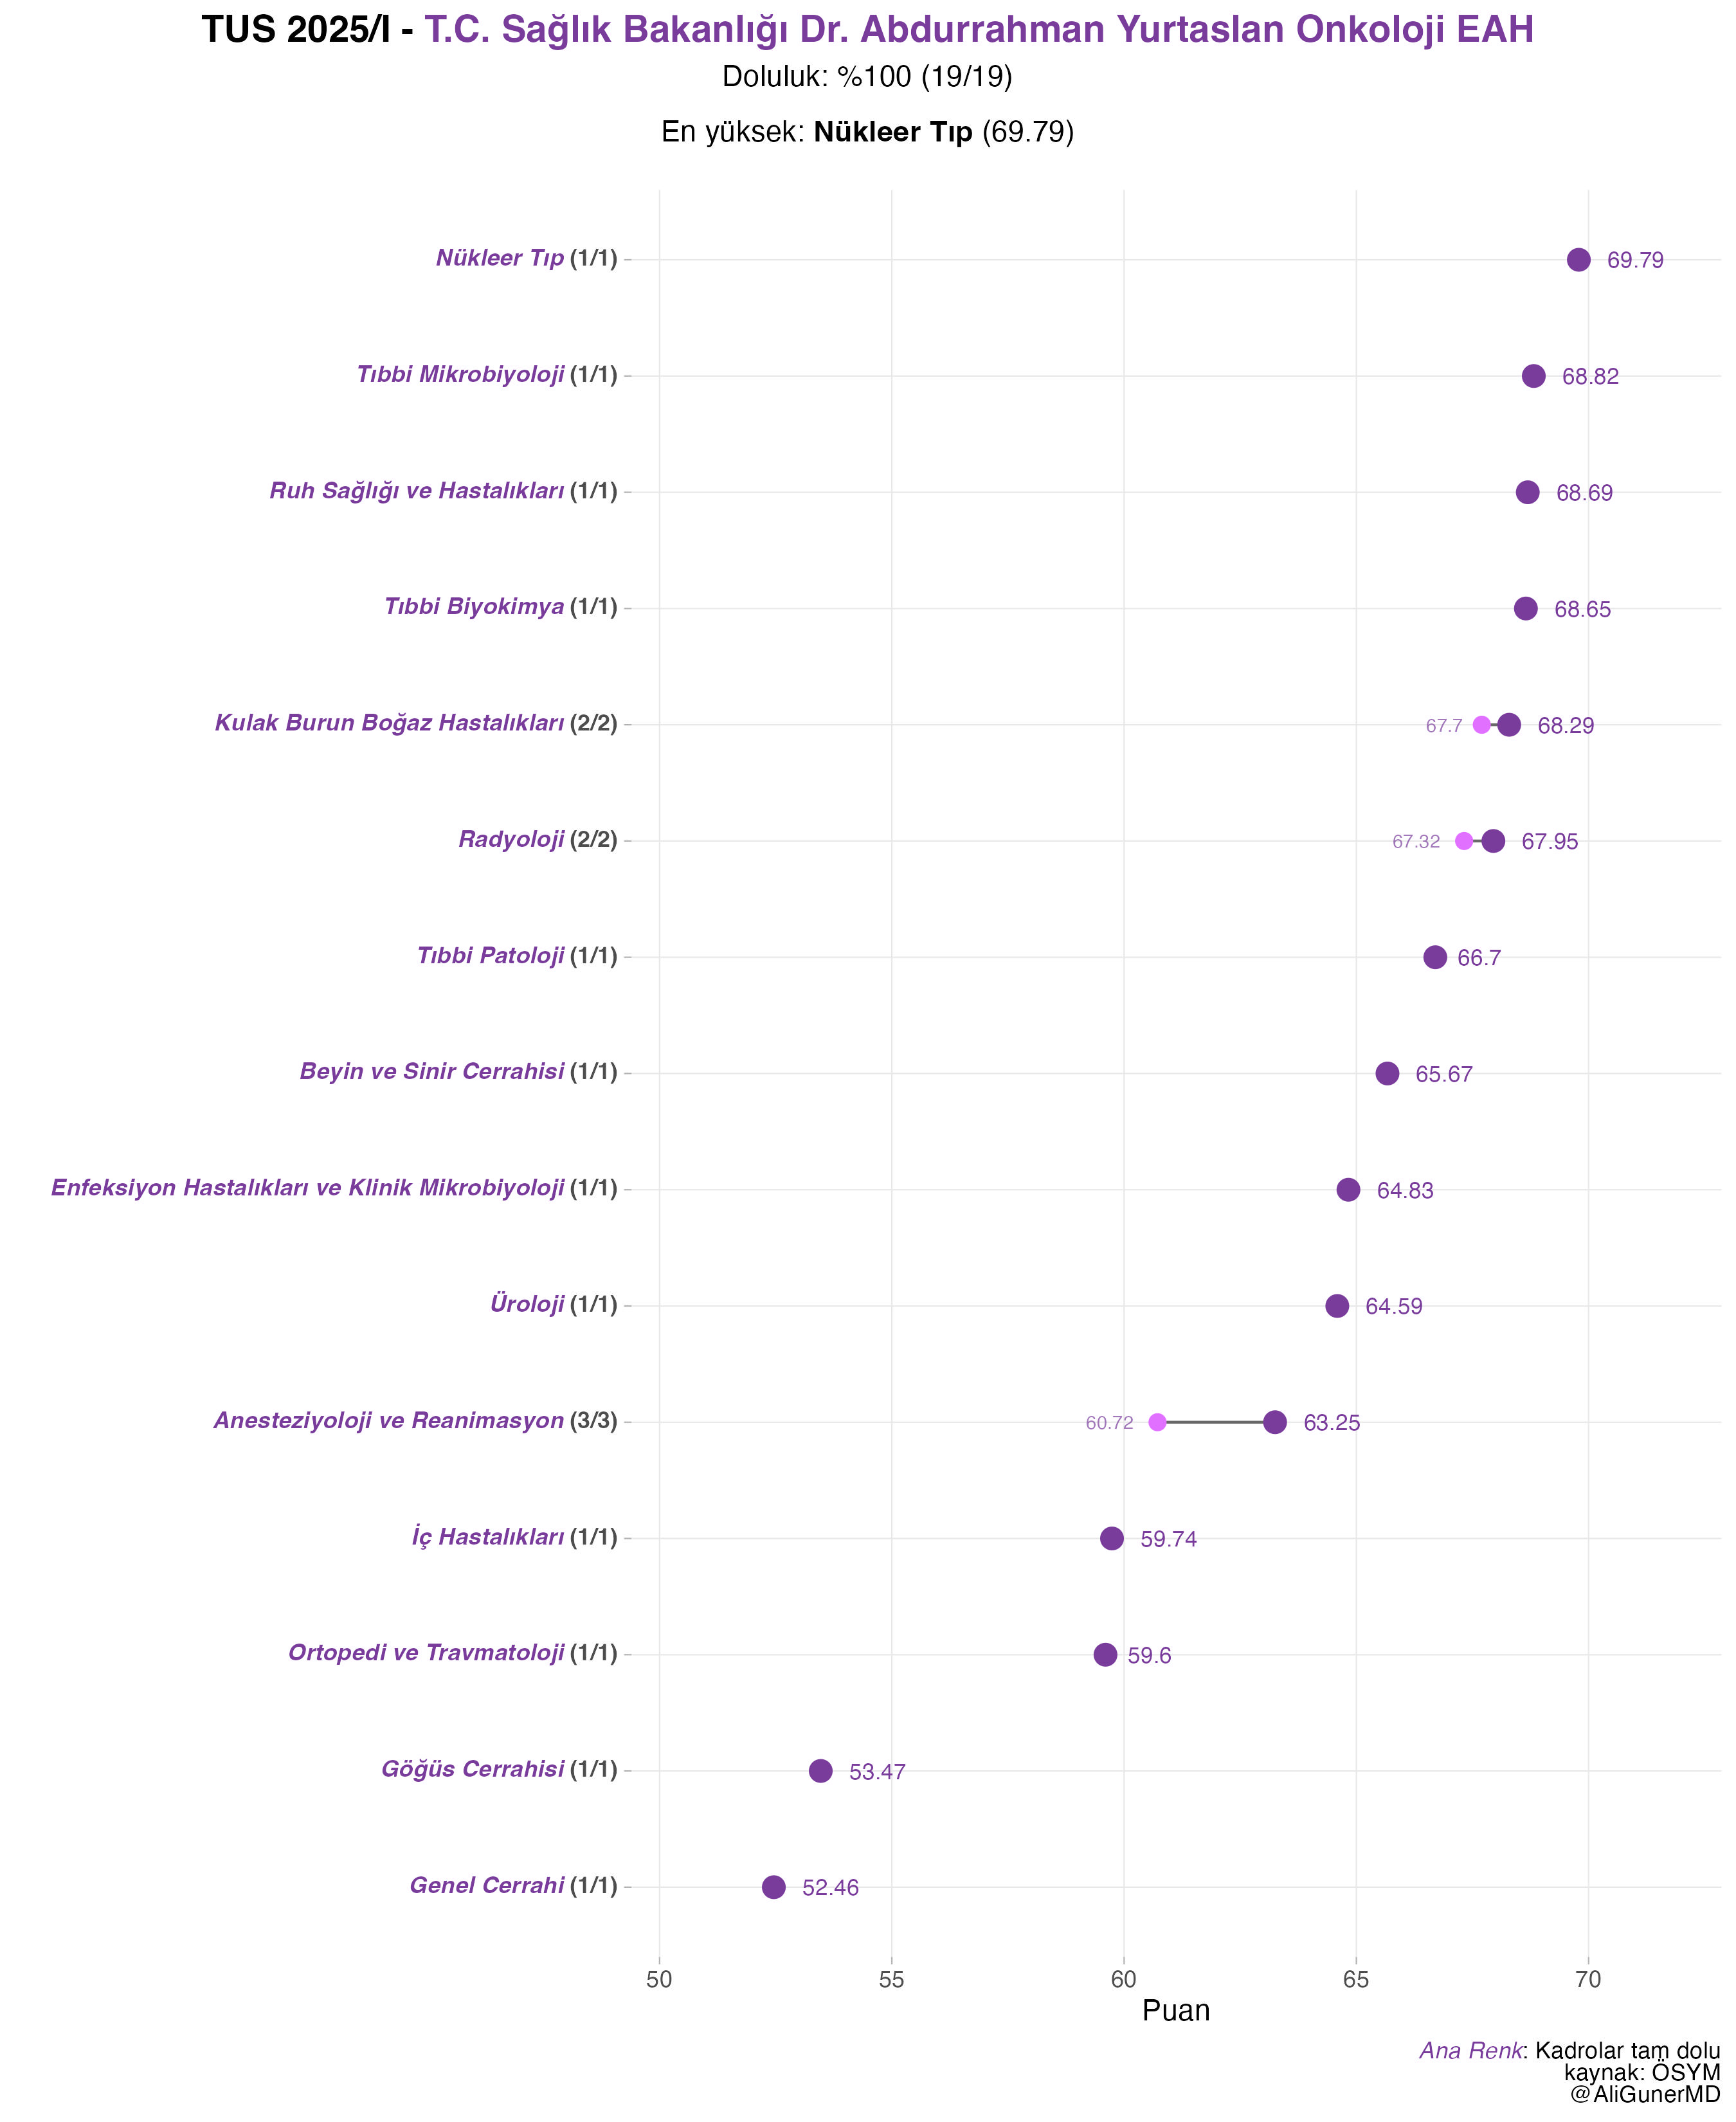 TUS 2025/I - T.C. Sağlık Bakanlığı Dr. Abdurrahman Yurtaslan Onkoloji EAH
Doluluk: %100 (19/19)
En yüksek: Nükleer Tıp (69.79)
Nükleer Tıp (1/1) 69.79
Tıbbi Mikrobiyoloji (1/1) 68.82
Ruh Sağlığı ve Hastalıkları (1/1) 68.69
Tıbbi Biyokimya (1/1) 68.65
Kulak Burun Boğaz Hastalıkları (2/2) 67.7 68.29
Radyoloji (2/2) 67.32 67.95
Tıbbi Patoloji (1/1) 66.7
Beyin ve Sinir Cerrahisi (1/1) 65.67
Enfeksiyon Hastalıkları ve Klinik Mikrobiyoloji (1/1) 64.83
Üroloji (1/1) 64.59
Anesteziyoloji ve Reanimasyon (3/3) 60.72 63.25
İç Hastalıkları (1/1) 59.74
Ortopedi ve Travmatoloji (1/1) 59.6
Göğüs Cerrahisi (1/1) 53.47
Genel Cerrahi (1/1) 52.46
50 55 60 65 70
Puan
Ana Renk: Kadrolar tam dolu
kaynak: ÖSYM
@AliGunerMD